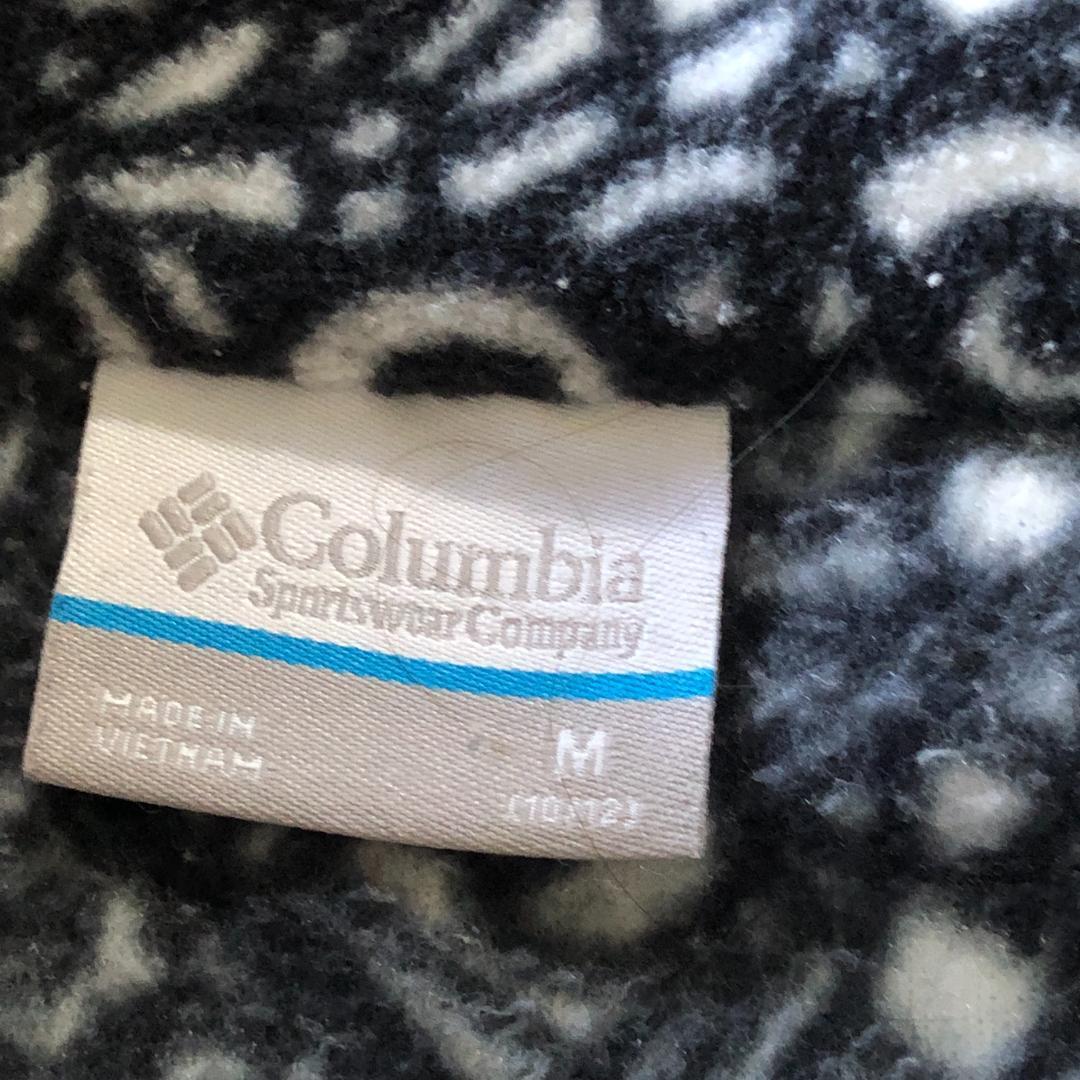 Columbia
Sportswear Company
MADE IN
VIETNAM
M
(10/12)